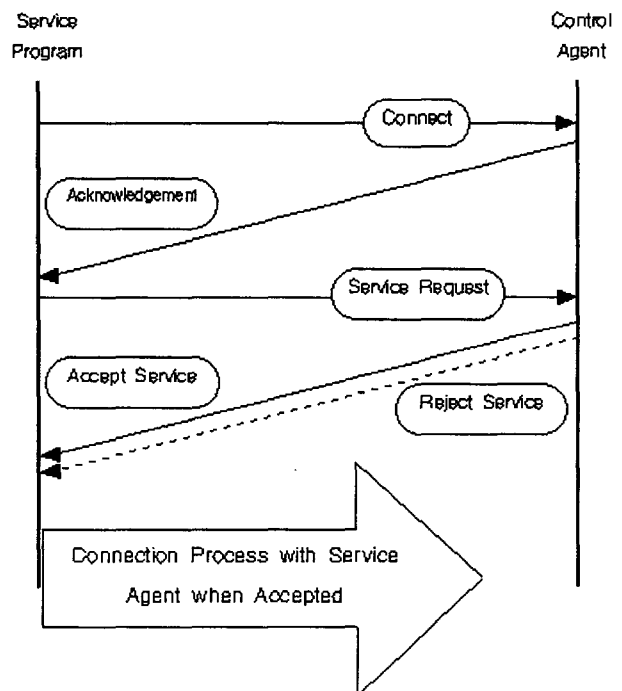 Service
Program
Control
Agent
Connect
Acknowledgement
Service Request
Accept Service
Reject Service
Connection Process with Service
Agent when Accepted